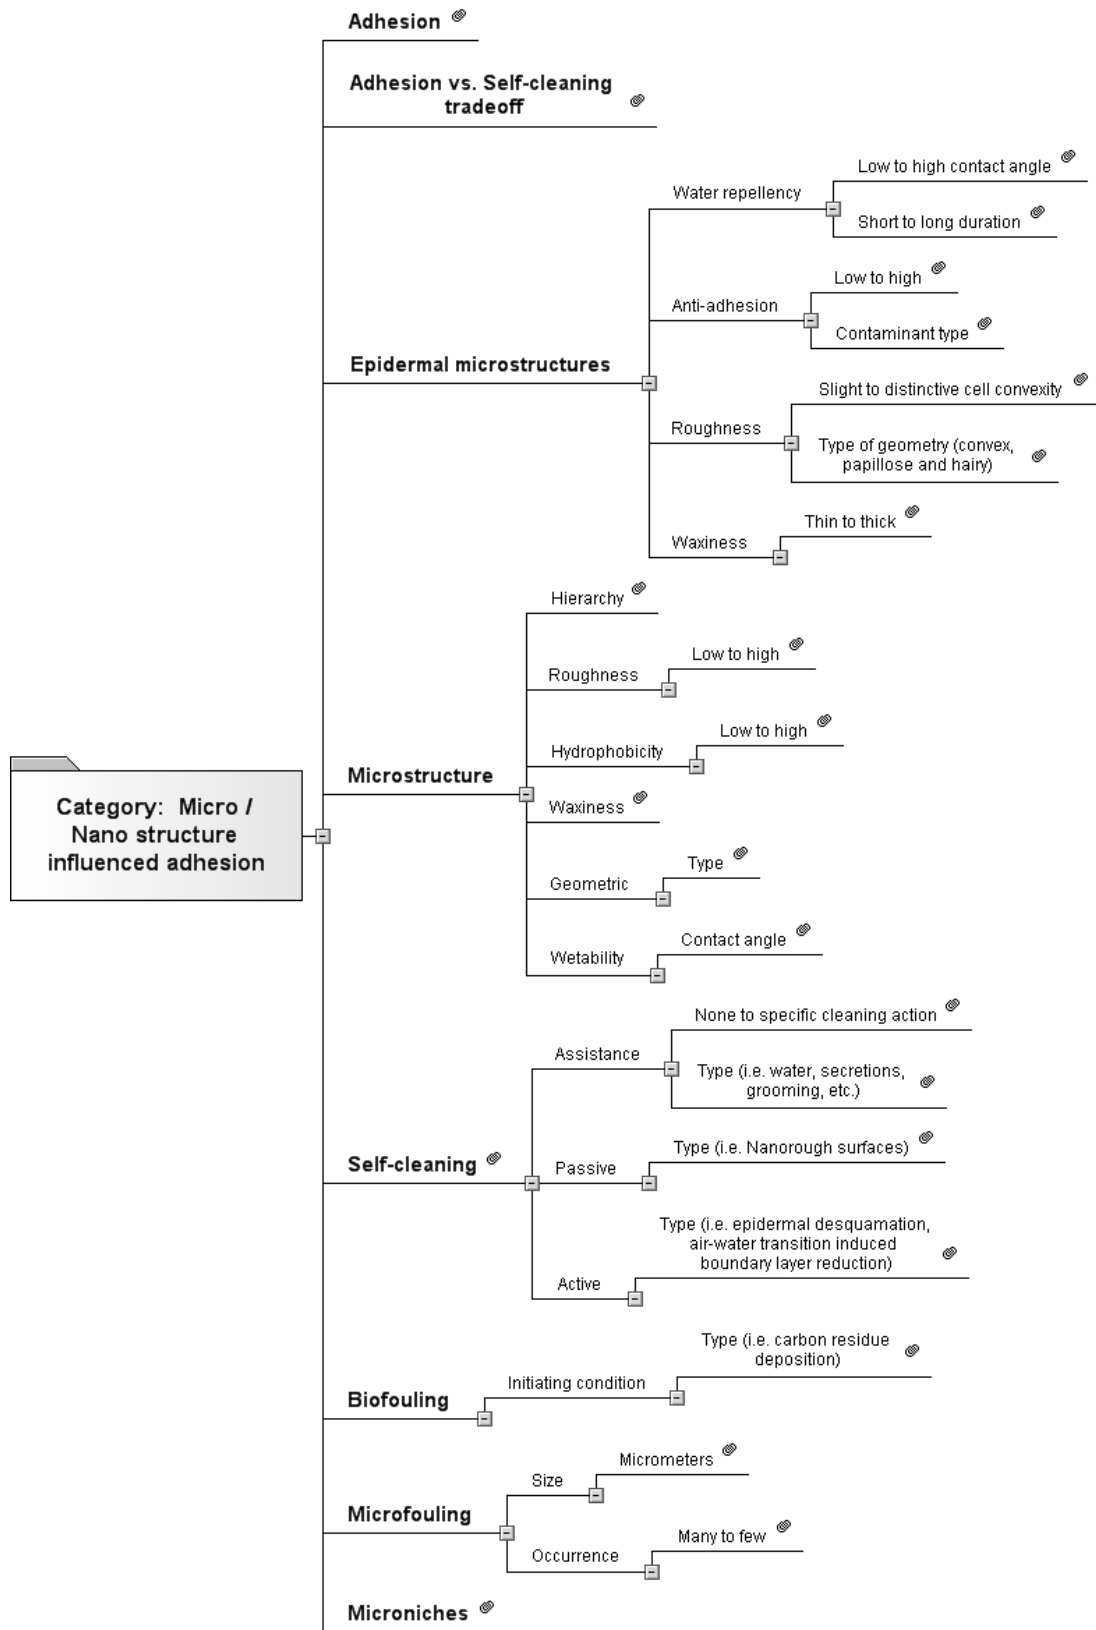 Adhesion
Adhesion vs. Self-cleaning
tradeoff
Low to high contact angle
Water repellency
Short to long duration
Low to high
Anti-adhesion
Contaminant type
Epidermal microstructures
Slight to distinctive cell convexity
Roughness
Type of geometry (convex,
papillose and hairy)
Thin to thick
Waxiness
Hierarchy
Low to high
Roughness
Low to high
Hydrophobicity
Microstructure
Waxiness
Category: Micro /
Nano structure
influenced adhesion
Type
Geometric
Contact angle
Wetability
None to specific cleaning action
Assistance
Type (i.e. water, secretions,
grooming, etc.)
Type (i.e. Nanorough surfaces)
Self-cleaning
Passive
Type (i.e. epidermal desquamation,
air-water transition induced
boundary layer reduction)
Active
Type (i.e. carbon residue
deposition)
Initiating condition
Biofouling
Micrometers
Size
Microfouling
Many to few
Occurrence
Microniches